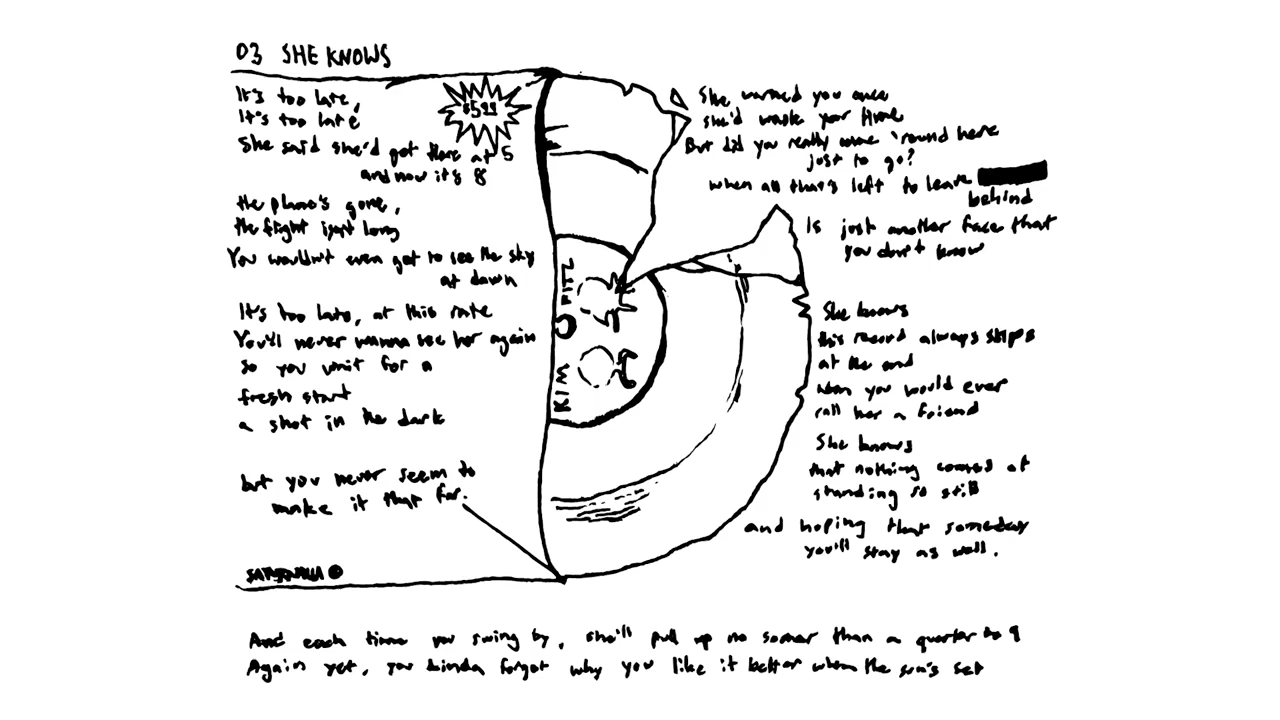 03 SHE KNOWS
It's too late,
It's too late
$5.99
She said she'd get there at 5
and now it's 8
the plane's gone,
the flight isn't long
You wouldn't even get to see the sky
at dawn
It's too late, at this rate
You'll never wanna see her again
so you wait for a
fresh start
a shot in the dark
but you never seem to
make it that far.
KIM
PITZ
She warned you once
she'd waste your time
But did you really come 'round here
just to go?
when all that's left to leave
behind
Is just another face that
you don't know
She knows
this record always skips
at the end
when you would ever
call her a friend
She knows
that nothing comes of
standing so still
and hoping that someday
you'll stay as well.
And each time you swing by, she'll pull up no sooner than a quarter to 9
Again yet, you kinda forgot why you like it better when the sun's set